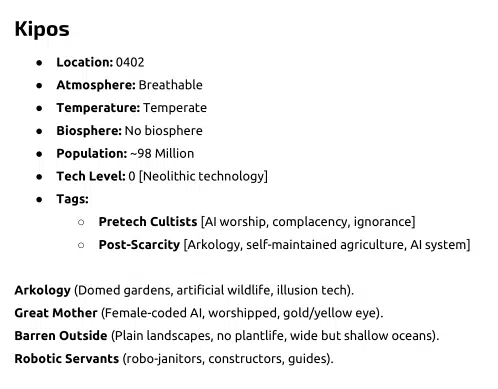 Kipos
● Location: 0402
● Atmosphere: Breathable
● Temperature: Temperate
● Biosphere: No biosphere
● Population: ~98 Million
● Tech Level: 0 [Neolithic technology]
● Tags:
○ Pretech Cultists [AI worship, complacency, ignorance]
○ Post-Scarcity [Arkology, self-maintained agriculture, AI system]
Arkology (Domed gardens, artificial wildlife, illusion tech).
Great Mother (Female-coded AI, worshipped, gold/yellow eye).
Barren Outside (Plain landscapes, no plantlife, wide but shallow oceans).
Robotic Servants (robo-janitors, constructors, guides).